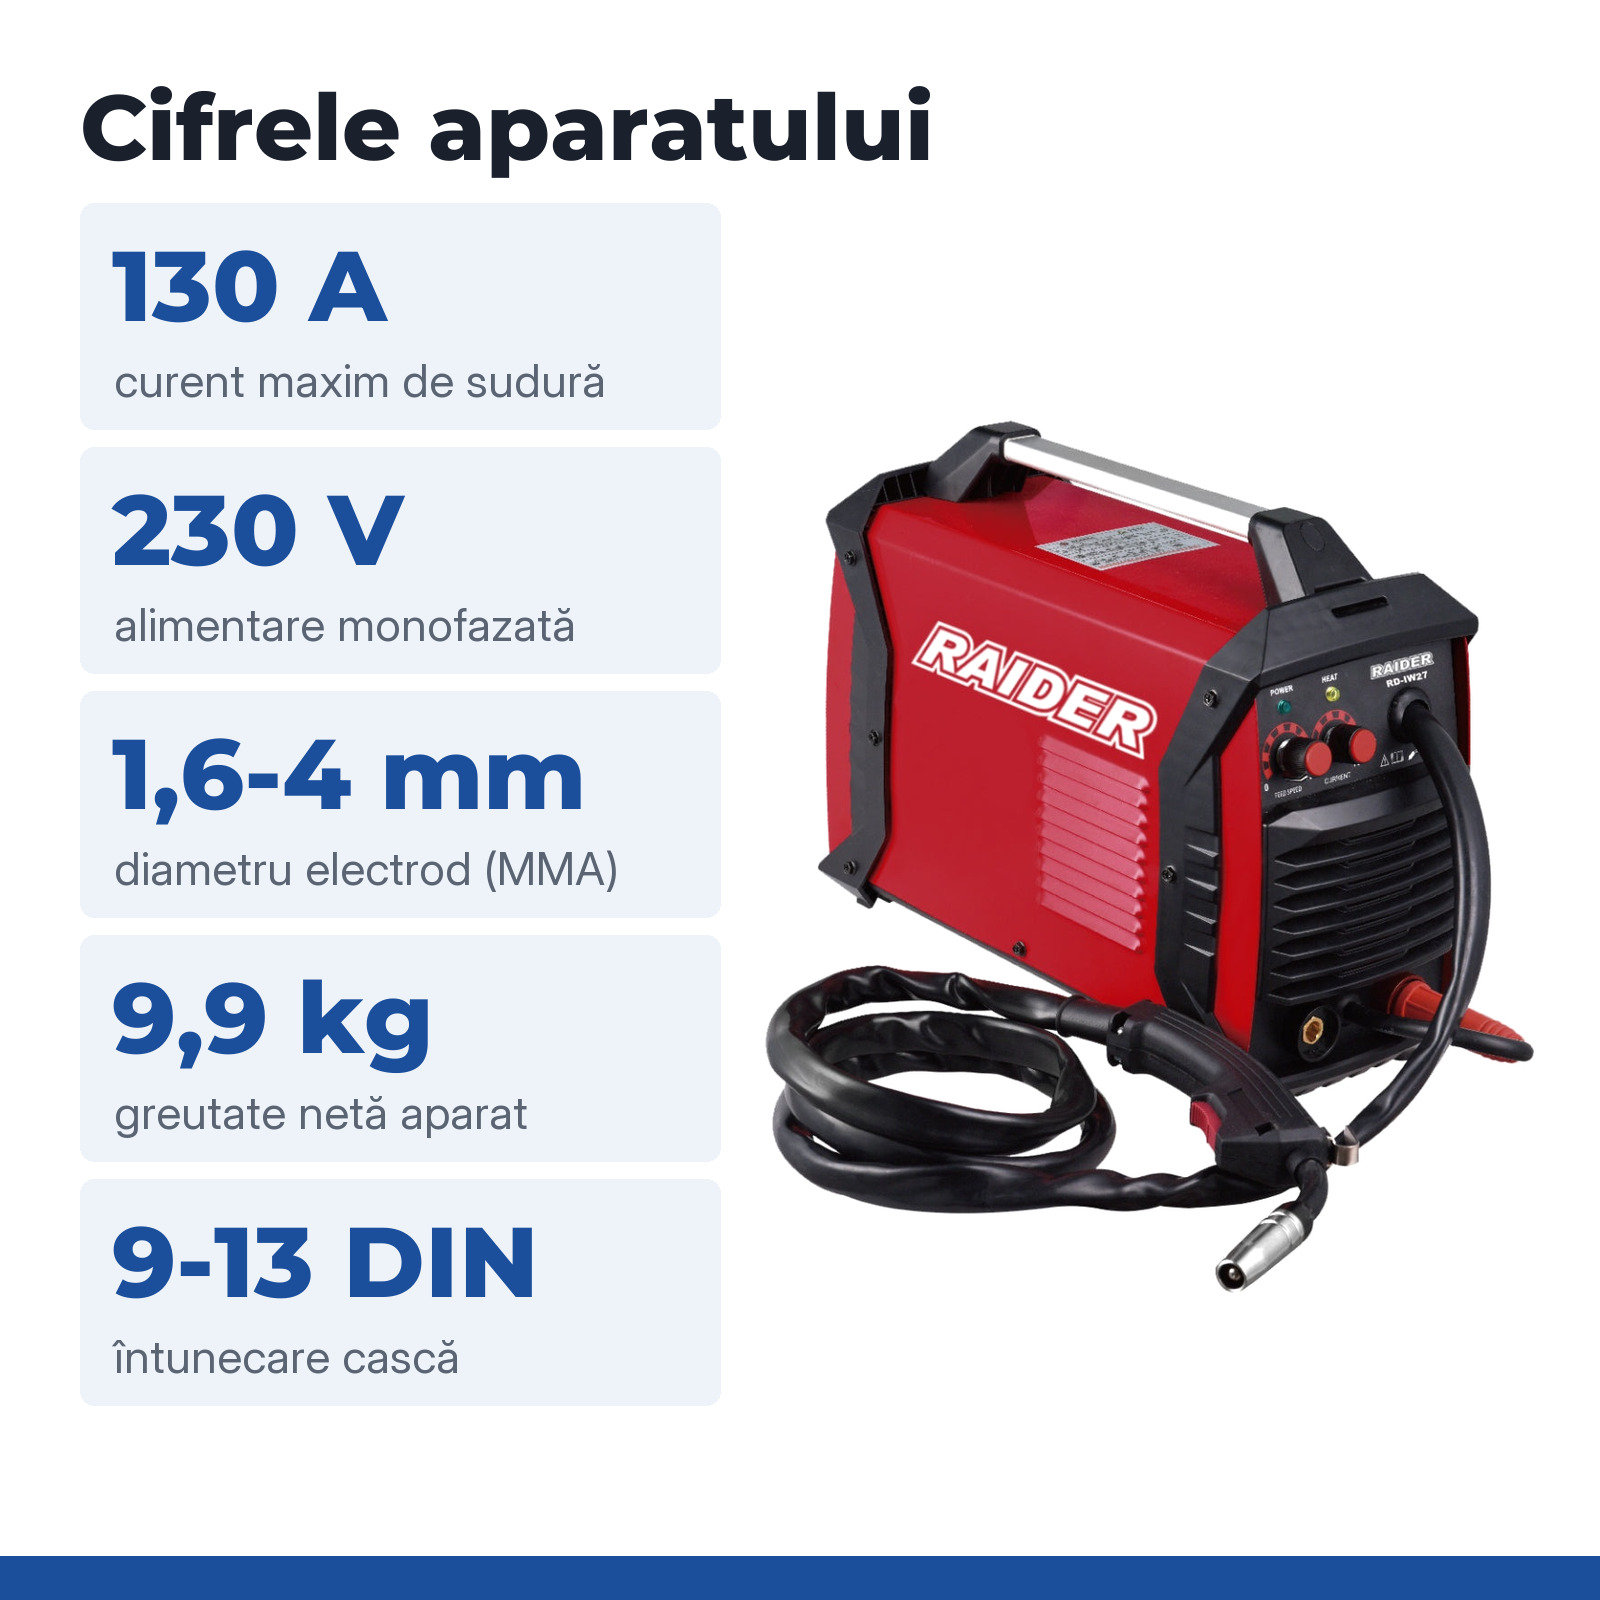 Cifrele aparatului
130 A
curent maxim de sudură
230 V
alimentare monofazată
1,6-4 mm
diametru electrod (MMA)
9,9 kg
greutate netă aparat
9-13 DIN
întunecare cască
RAIDER
RAIDER
RD-IW27
POWER
HEAT
0
FEED SPEED
CURRENT